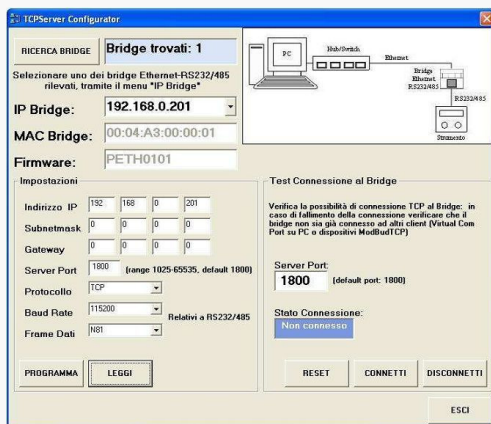 TCPServer Configurator
RICERCA BRIDGE
Bridge trovati: 1
Selezionare uno dei bridge Ethernet-RS232/485
rilevati, tramite il menu "IP Bridge"
IP Bridge: 192.168.0.201
MAC Bridge: 00:04:A3:00:00:01
Firmware: PETH0101
PC
Hub/Switch
Ethernet
Bridge
Ethernet
RS232/485
RS232/485
Strumento
Impostazioni
Indirizzo IP 192 168 0 201
Subnetmask 0 0 0 0
Gateway 0 0 0 0
Server Port 1800 (range 1025-65535, default 1800)
Protocollo TCP
Baud Rate 115200
Relativi a RS232/485
Frame Dati N81
PROGRAMMA
LEGGI
Test Connessione al Bridge
Verifica la possibilità di connessione TCP al Bridge: in
caso di fallimento della connessione verificare che il
bridge non sia già connesso ad altri client (Virtual Com
Port su PC o dispositivi ModBudTCP)
Server Port:
1800 (default port: 1800)
Stato Connessione:
Non connesso
RESET
CONNETTI
DISCONNETTI
ESCI